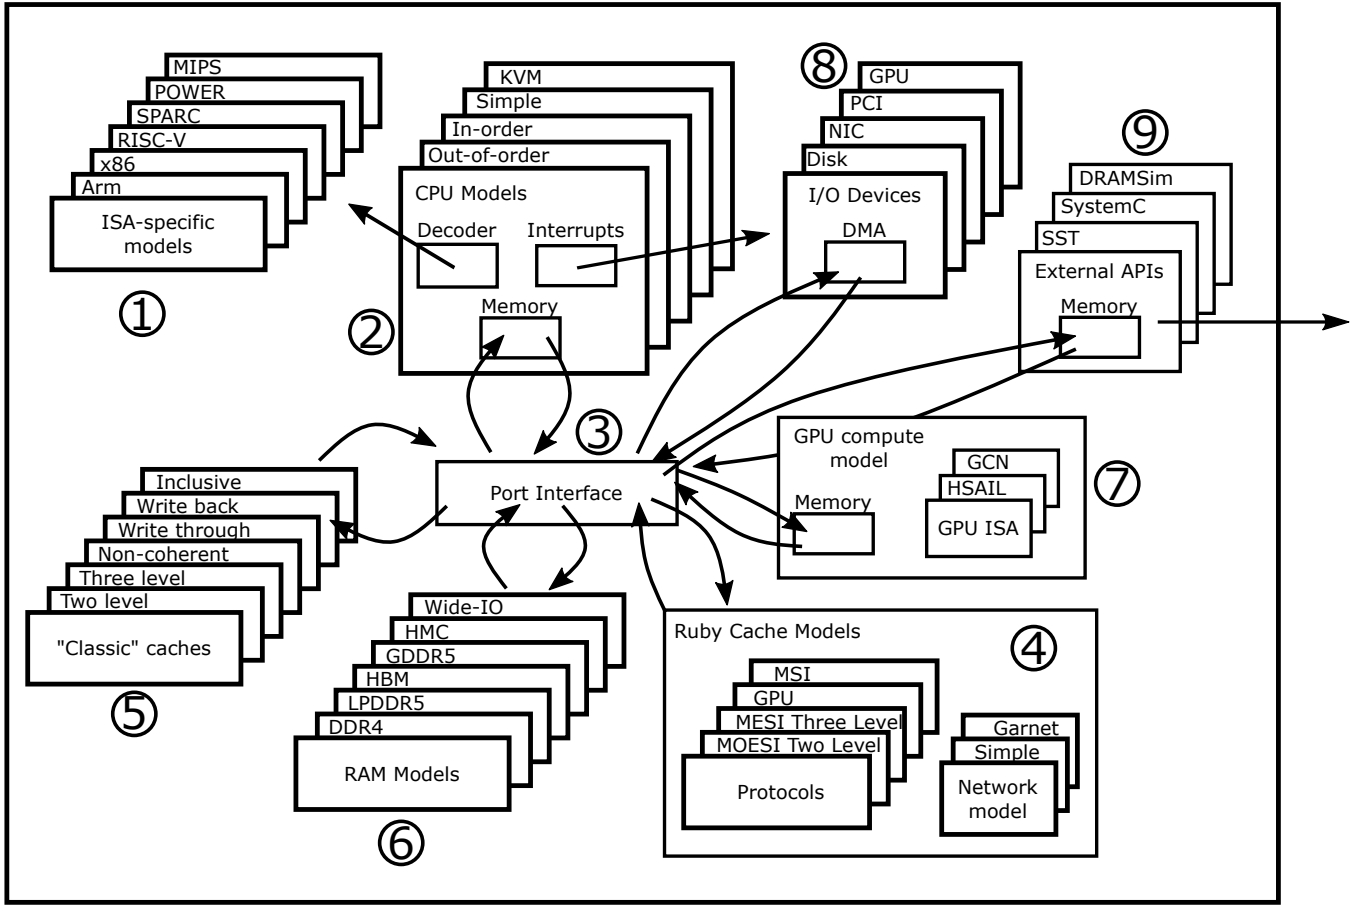 MIPS
POWER
SPARC
RISC-V
x86
Arm
ISA-specific
models
①
KVM
Simple
In-order
Out-of-order
CPU Models
Decoder
Interrupts
Memory
②
⑧
GPU
PCI
NIC
Disk
I/O Devices
DMA
⑨
DRAMSim
SystemC
SST
External APIs
Memory
③
Port Interface
GPU compute
model
Memory
GCN
HSAIL
GPU ISA
⑦
Inclusive
Write back
Write through
Non-coherent
Three level
Two level
"Classic" caches
⑤
Wide-IO
HMC
GDDR5
HBM
LPDDR5
DDR4
RAM Models
⑥
Ruby Cache Models
④
MSI
GPU
MESI Three Level
MOESI Two Level
Protocols
Garnet
Simple
Network
model